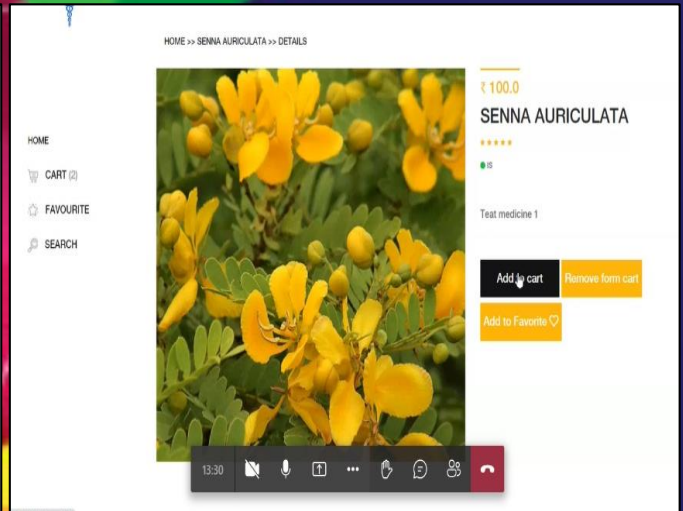 HOME >> SENNA AURICULATA >> DETAILS
HOME
CART (2)
FAVOURITE
SEARCH
₹ 100.0
SENNA AURICULATA
IS
Teat medicine 1
Add to cart
Remove form cart
Add to Favorite
13:30